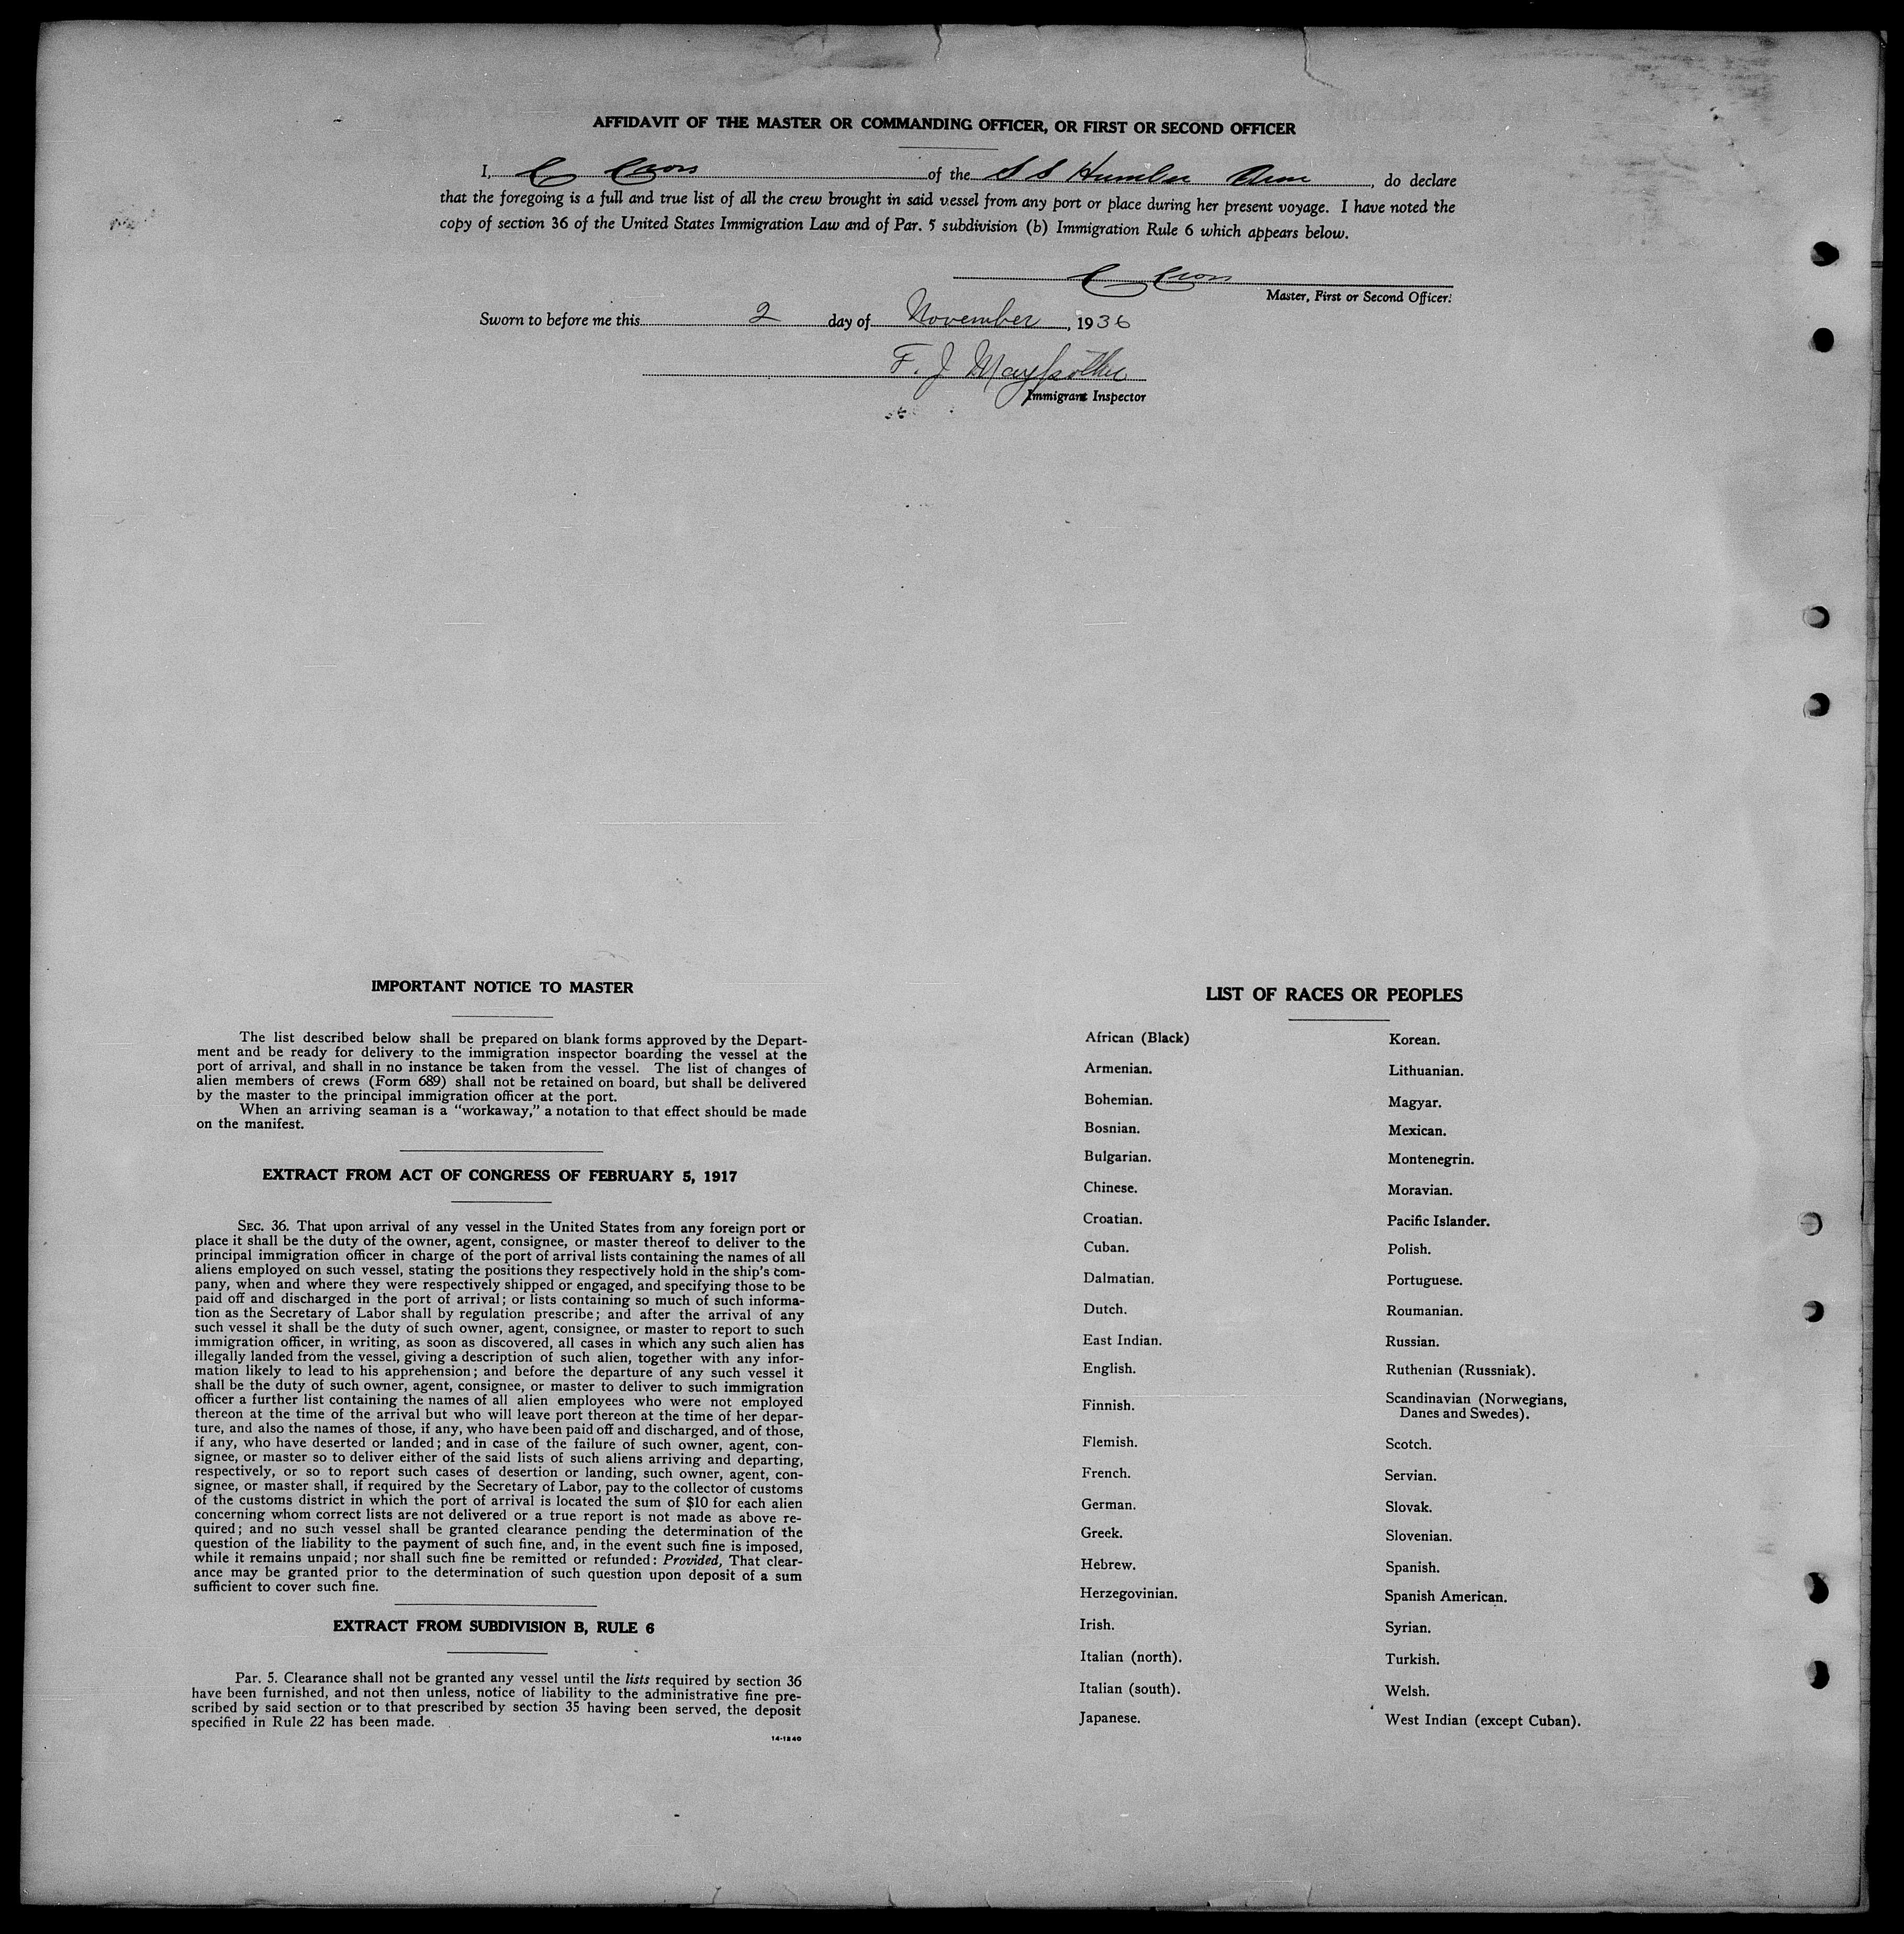 AFFIDAVIT OF THE MASTER OR COMMANDING OFFICER, OR FIRST OR SECOND OFFICER
I, C of the S S Humber Arm, do declare
that the foregoing is a full and true list of all the crew brought in said vessel from any port or place during her present voyage. I have noted the
copy of section 36 of the United States Immigration Law and of Par. 5 subdivision (b) Immigration Rule 6 which appears below.
C
Master, First or Second Officer.
Sworn to before me this 2 day of November, 1936
F. J.
Immigrant Inspector
IMPORTANT NOTICE TO MASTER
The list described below shall be prepared on blank forms approved by the Depart-
ment and be ready for delivery to the immigration inspector boarding the vessel at the
port of arrival, and shall in no instance be taken from the vessel. The list of changes of
alien members of crews (Form 689) shall not be retained on board, but shall be delivered
by the master to the principal immigration officer at the port.
When an arriving seaman is a "workaway," a notation to that effect should be made
on the manifest.
EXTRACT FROM ACT OF CONGRESS OF FEBRUARY 5, 1917
SEC. 36. That upon arrival of any vessel in the United States from any foreign port or
place it shall be the duty of the owner, agent, consignee, or master thereof to deliver to the
principal immigration officer in charge of the port of arrival lists containing the names of all
aliens employed on such vessel, stating the positions they respectively hold in the ship's com-
pany, when and where they were respectively shipped or engaged, and specifying those to be
paid off and discharged in the port of arrival; or lists containing so much of such informa-
tion as the Secretary of Labor shall by regulation prescribe; and after the arrival of any
such vessel it shall be the duty of such owner, agent, consignee, or master to report to such
immigration officer, in writing, as soon as discovered, all cases in which any such alien has
illegally landed from the vessel, giving a description of such alien, together with any infor-
mation likely to lead to his apprehension; and before the departure of any such vessel it
shall be the duty of such owner, agent, consignee, or master to deliver to such immigration
officer a further list containing the names of all alien employees who were not employed
thereon at the time of the arrival but who will leave port thereon at the time of her depar-
ture, and also the names of those, if any, who have been paid off and discharged, and of those,
if any, who have deserted or landed; and in case of the failure of such owner, agent, con-
signee, or master so to deliver either of the said lists of such aliens arriving and departing,
respectively, or so to report such cases of desertion or landing, such owner, agent, con-
signee, or master shall, if required by the Secretary of Labor, pay to the collector of customs
of the customs district in which the port of arrival is located the sum of $10 for each alien
concerning whom correct lists are not delivered or a true report is not made as above re-
quired; and no such vessel shall be granted clearance pending the determination of the
question of the liability to the payment of such fine, and, in the event such fine is imposed,
while it remains unpaid; nor shall such fine be remitted or refunded: Provided, That clear-
ance may be granted prior to the determination of such question upon deposit of a sum
sufficient to cover such fine.
EXTRACT FROM SUBDIVISION B, RULE 6
Par. 5. Clearance shall not be granted any vessel until the lists required by section 36
have been furnished, and not then unless, notice of liability to the administrative fine pre-
scribed by said section or to that prescribed by section 35 having been served, the deposit
specified in Rule 22 has been made.
14-1240
LIST OF RACES OR PEOPLES
African (Black)
Armenian.
Bohemian.
Bosnian.
Bulgarian.
Chinese.
Croatian.
Cuban.
Dalmatian.
Dutch.
East Indian.
English.
Finnish.
Flemish.
French.
German.
Greek.
Hebrew.
Herzegovinian.
Irish.
Italian (north).
Italian (south).
Japanese.
Korean.
Lithuanian.
Magyar.
Mexican.
Montenegrin.
Moravian.
Pacific Islander.
Polish.
Portuguese.
Roumanian.
Russian.
Ruthenian (Russniak).
Scandinavian (Norwegians,
Danes and Swedes).
Scotch.
Servian.
Slovak.
Slovenian.
Spanish.
Spanish American.
Syrian.
Turkish.
Welsh.
West Indian (except Cuban).